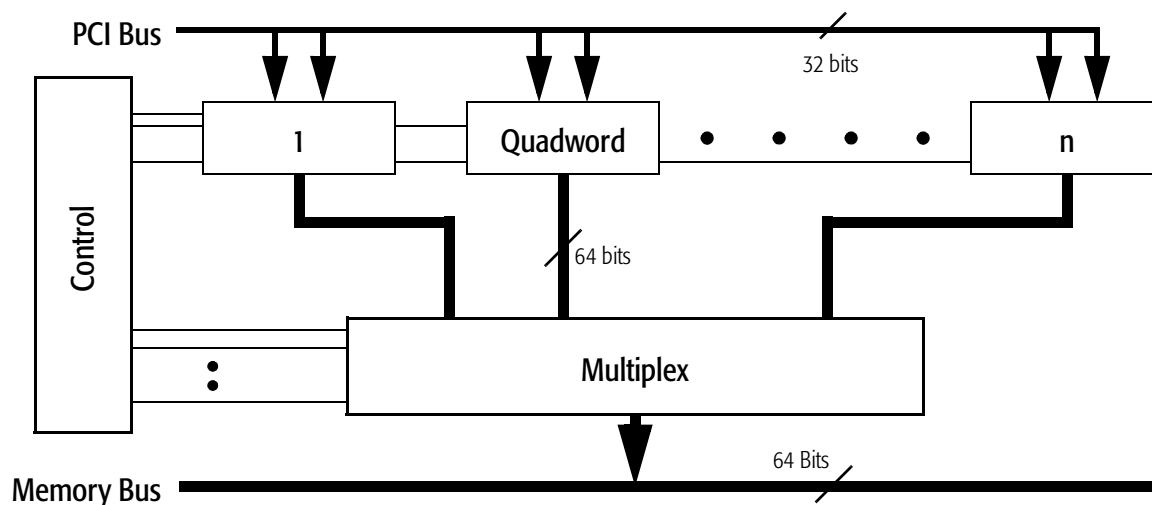 PCI Bus
32 bits
1
Quadword
n
Control
64 bits
Multiplex
64 Bits
Memory Bus